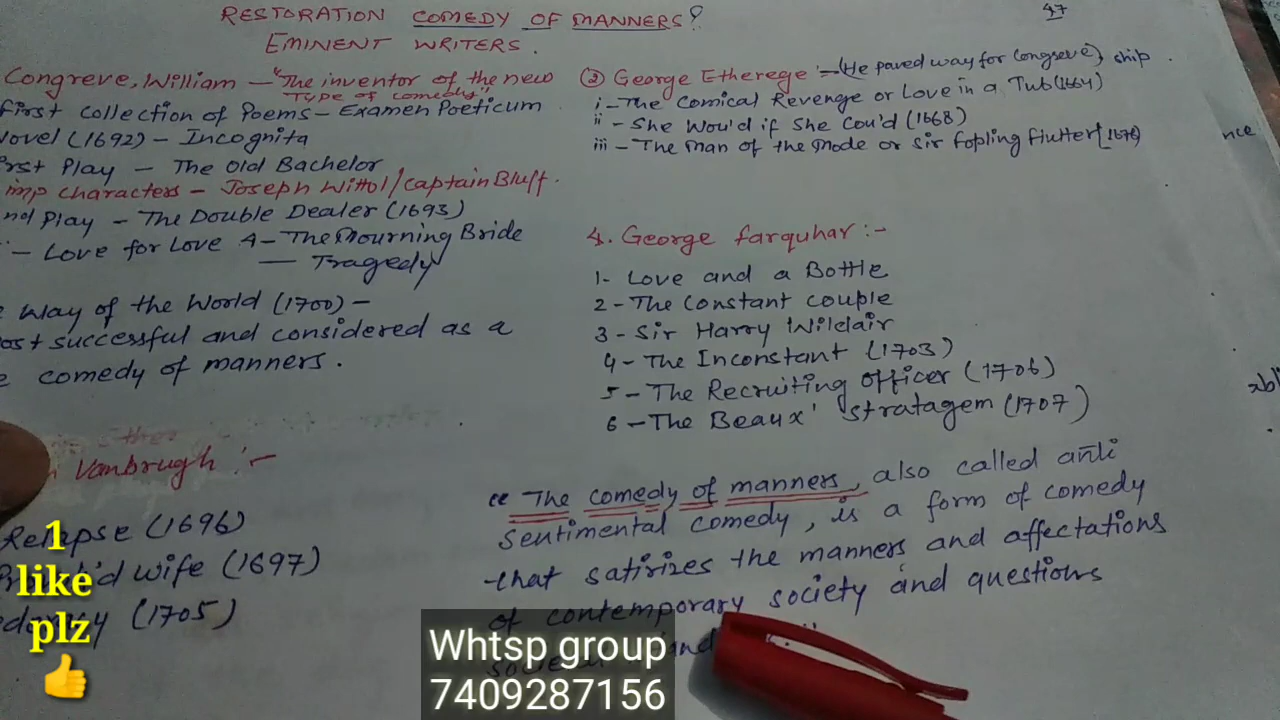 RESTORATION COMEDY OF MANNERS?
47
EMINENT WRITERS.
Congreve, William — "The inventor of the new
Type of comedy"
First Collection of Poems — Examen Poeticum
Novel (1692) — Incognita
rst Play — The Old Bachelor
imp characters — Joseph Wittol/Captain Bluff.
nd Play — The Double Dealer (1693)
— Love for Love 4 — The Mourning Bride
— Tragedy
Way of the World (1700) —
ost successful and considered as a
comedy of manners.
Vanbrugh :-
Relapse (1696)
wife (1697)
(1705)
③ George Etherege — (He paved way for Congreve) ship.
i — The Comical Revenge or Love in a Tub (1664)
ii — She Wou'd if She Cou'd (1668)
iii — The Man of the Mode or Sir Fopling Flutter (1676)
nce
4. George farquhar :-
1- Love and a Bottle
2 - The Constant couple
3 - Sir Harry Wildair
4 - The Inconstant (1703)
5 - The Recruiting officer (1706)
6 - The Beaux' Stratagem (1707)
"The comedy of manners, also called anti
sentimental comedy, is a form of comedy
that satirizes the manners and affectations
of contemporary society and questions
1
like
plz
Whtsp group
7409287156